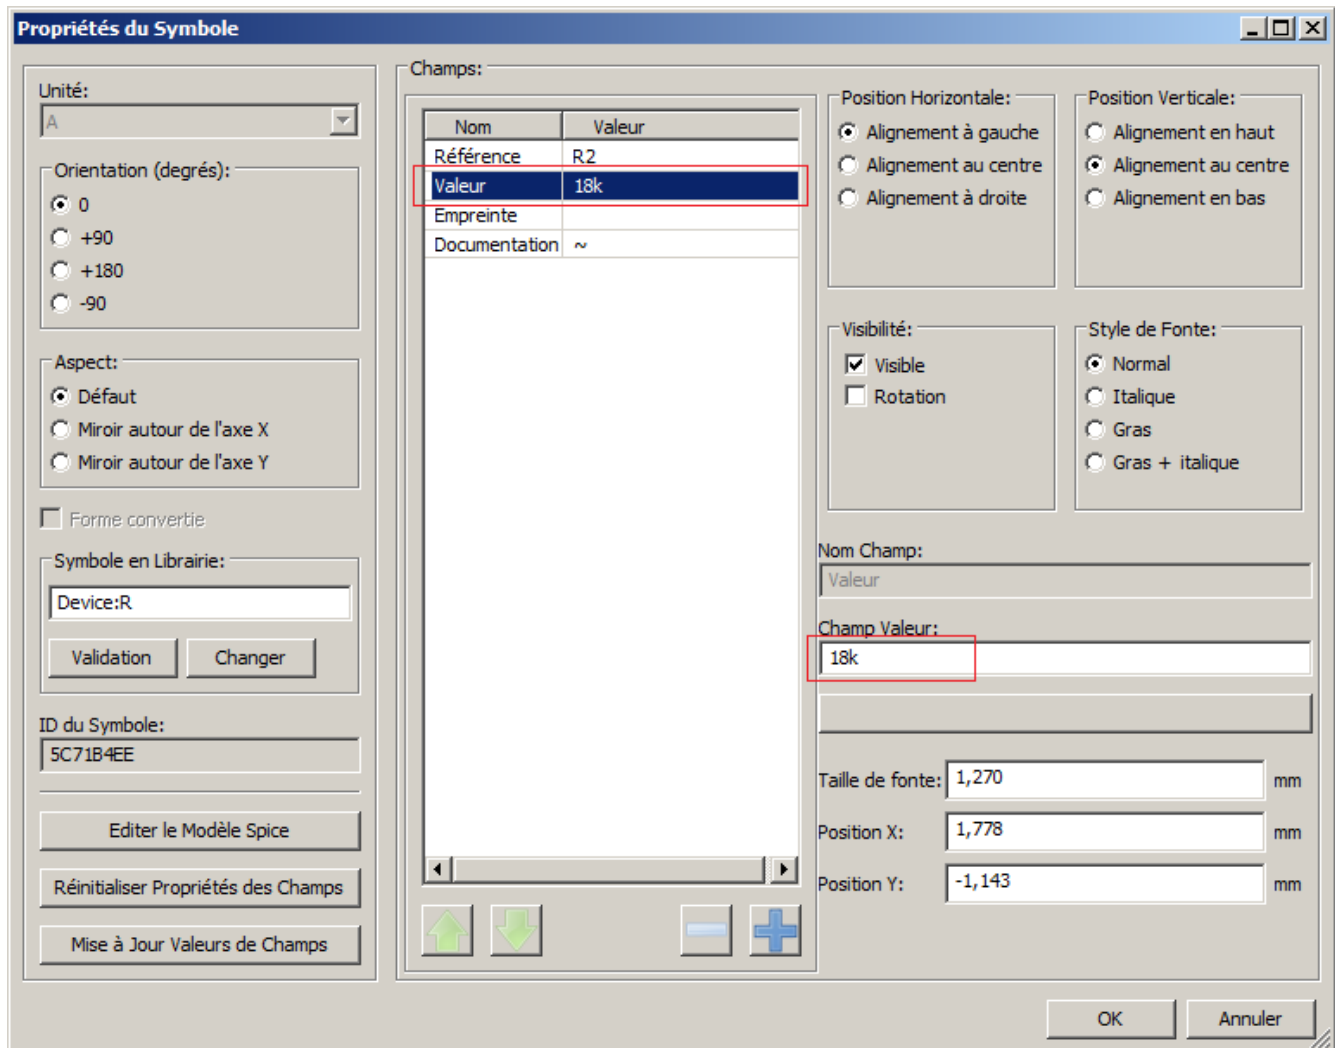 Propriétés du Symbole
Unité:
A
Orientation (degrés):
0
+90
+180
-90
Aspect:
Défaut
Miroir autour de l'axe X
Miroir autour de l'axe Y
Forme convertie
Symbole en Librairie:
Device:R
Validation Changer
ID du Symbole:
5C71B4EE
Editer le Modèle Spice
Réinitialiser Propriétés des Champs
Mise à Jour Valeurs de Champs
Champs:
Nom Valeur
Référence R2
Valeur 18k
Empreinte
Documentation ~
Position Horizontale:
Alignement à gauche
Alignement au centre
Alignement à droite
Position Verticale:
Alignement en haut
Alignement au centre
Alignement en bas
Visibilité:
Visible
Rotation
Style de Fonte:
Normal
Italique
Gras
Gras + italique
Nom Champ:
Valeur
Champ Valeur:
18k
Taille de fonte: 1,270 mm
Position X: 1,778 mm
Position Y: -1,143 mm
OK Annuler